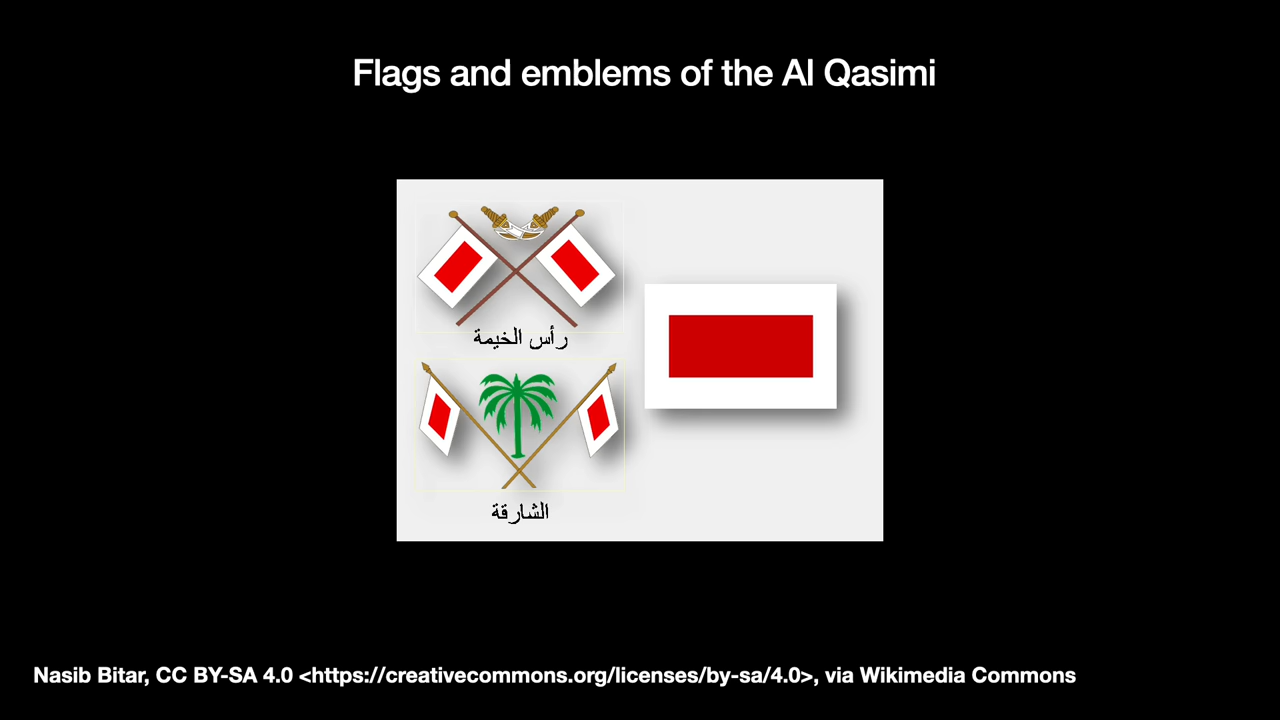 Flags and emblems of the Al Qasimi
رأس الخيمة
الشارقة
Nasib Bitar, CC BY-SA 4.0 <https://creativecommons.org/licenses/by-sa/4.0>, via Wikimedia Commons